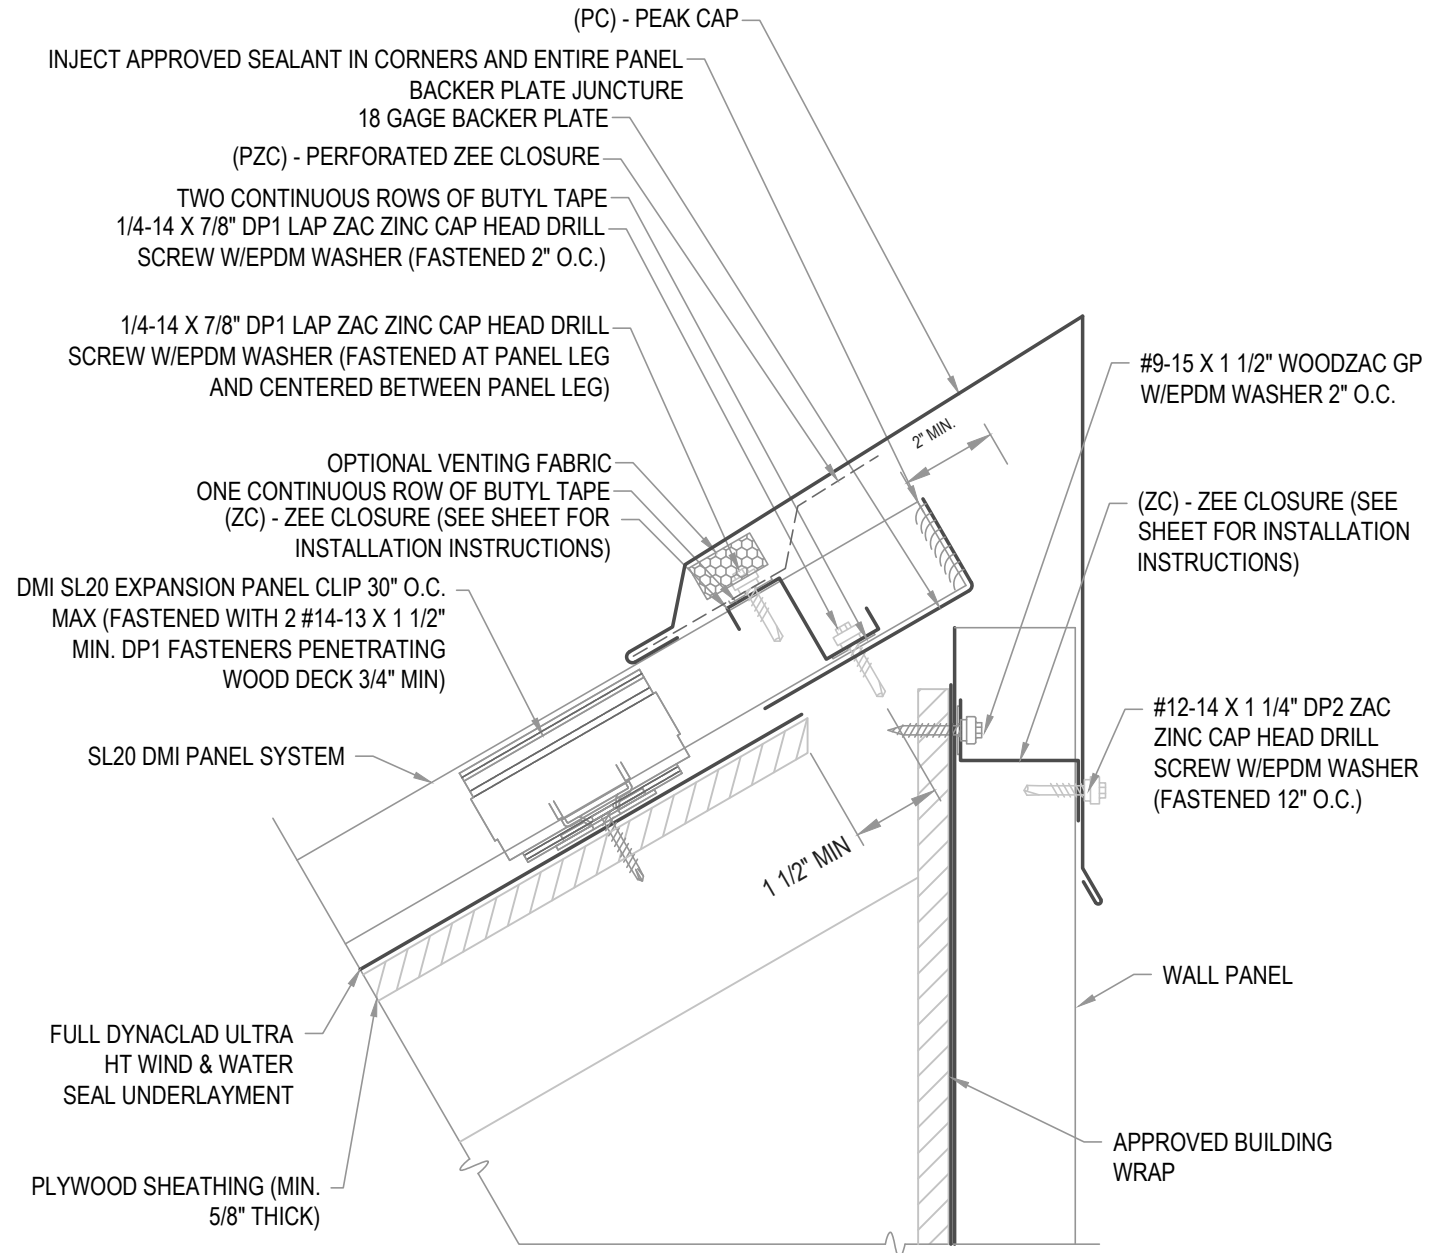 (PC) - PEAK CAP
INJECT APPROVED SEALANT IN CORNERS AND ENTIRE PANEL
BACKER PLATE JUNCTURE
18 GAGE BACKER PLATE
(PZC) - PERFORATED ZEE CLOSURE
TWO CONTINUOUS ROWS OF BUTYL TAPE
1/4-14 X 7/8" DP1 LAP ZAC ZINC CAP HEAD DRILL
SCREW W/EPDM WASHER (FASTENED 2" O.C.)
1/4-14 X 7/8" DP1 LAP ZAC ZINC CAP HEAD DRILL
SCREW W/EPDM WASHER (FASTENED AT PANEL LEG
AND CENTERED BETWEEN PANEL LEG)
OPTIONAL VENTING FABRIC
ONE CONTINUOUS ROW OF BUTYL TAPE
(ZC) - ZEE CLOSURE (SEE SHEET FOR
INSTALLATION INSTRUCTIONS)
DMI SL20 EXPANSION PANEL CLIP 30" O.C.
MAX (FASTENED WITH 2 #14-13 X 1 1/2"
MIN. DP1 FASTENERS PENETRATING
WOOD DECK 3/4" MIN)
SL20 DMI PANEL SYSTEM
FULL DYNACLAD ULTRA
HT WIND & WATER
SEAL UNDERLAYMENT
PLYWOOD SHEATHING (MIN.
5/8" THICK)
2" MIN.
1 1/2" MIN
#9-15 X 1 1/2" WOODZAC GP
W/EPDM WASHER 2" O.C.
(ZC) - ZEE CLOSURE (SEE
SHEET FOR INSTALLATION
INSTRUCTIONS)
#12-14 X 1 1/4" DP2 ZAC
ZINC CAP HEAD DRILL
SCREW W/EPDM WASHER
(FASTENED 12" O.C.)
WALL PANEL
APPROVED BUILDING
WRAP